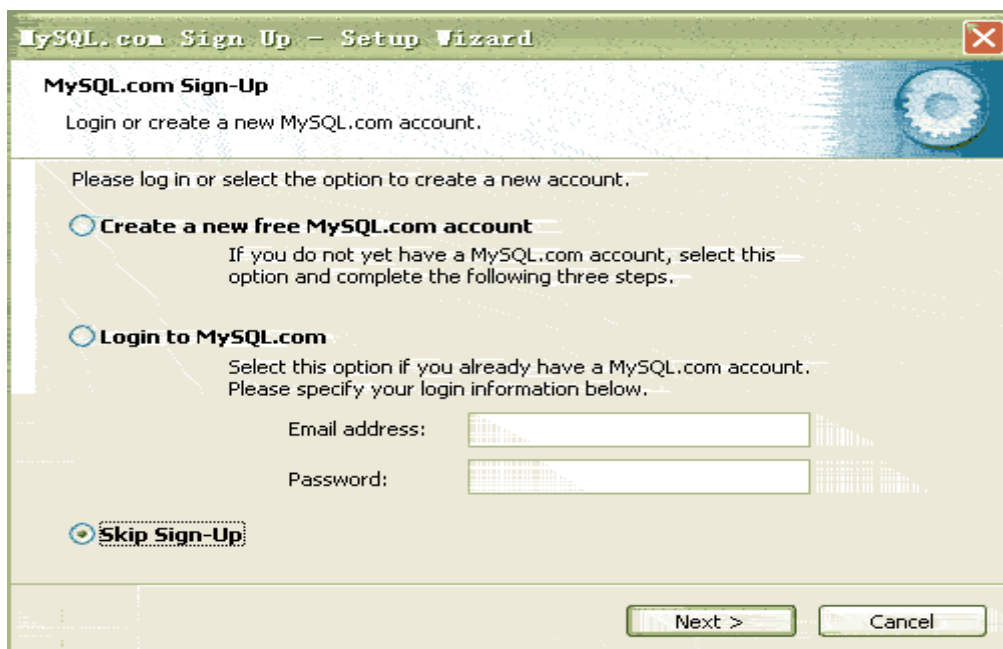 MySQL.com Sign Up - Setup Wizard
MySQL.com Sign-Up
Login or create a new MySQL.com account.
Please log in or select the option to create a new account.
Create a new free MySQL.com account
If you do not yet have a MySQL.com account, select this
option and complete the following three steps.
Login to MySQL.com
Select this option if you already have a MySQL.com account.
Please specify your login information below.
Email address:
Password:
Skip Sign-Up
Next >
Cancel